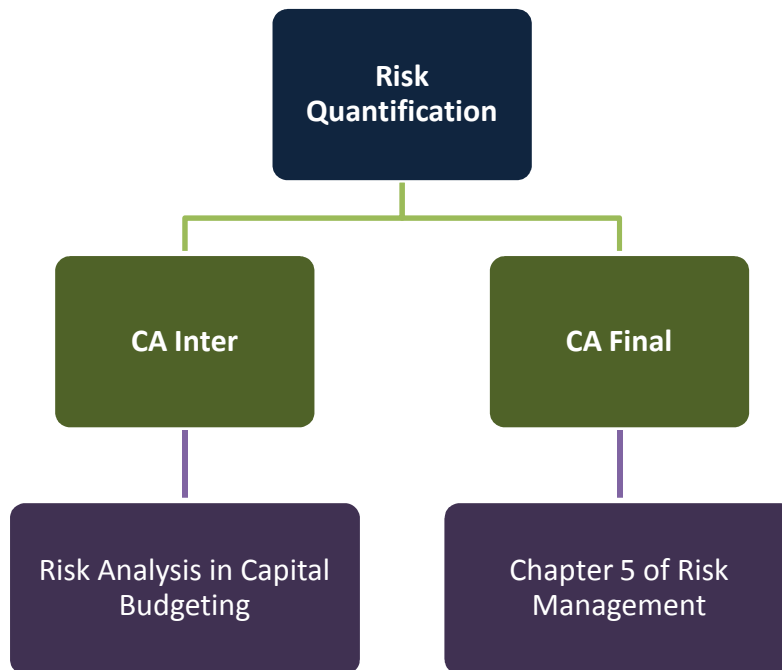 Risk
Quantification
CA Inter
CA Final
Risk Analysis in Capital
Budgeting
Chapter 5 of Risk
Management